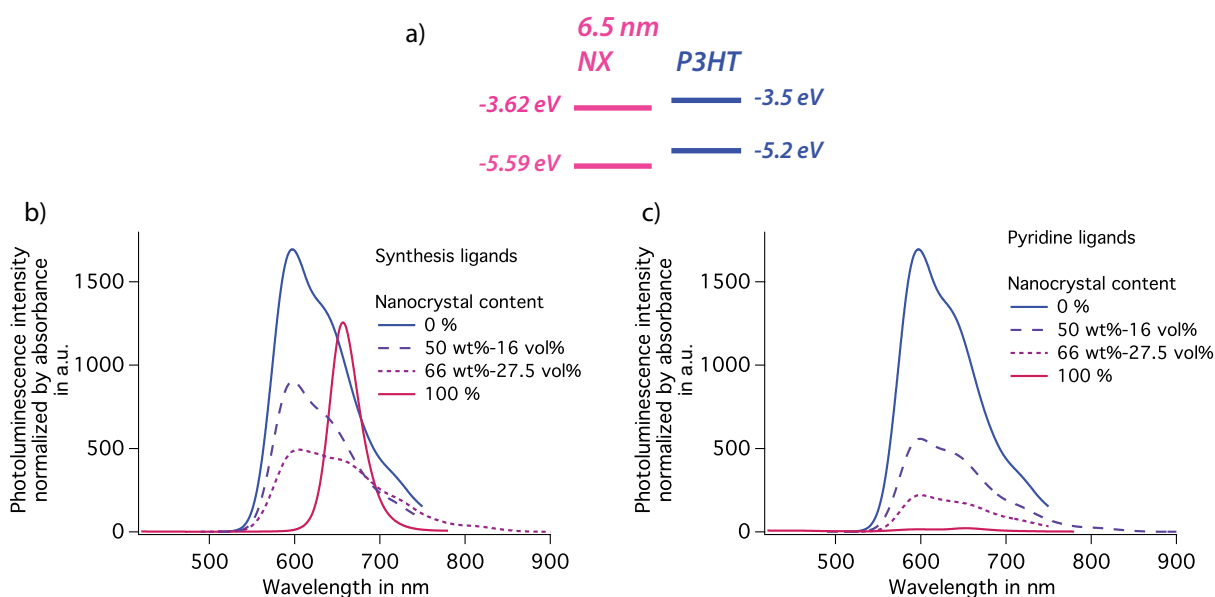 a)
6.5 nm
NX
P3HT
-3.62 eV
-3.5 eV
-5.59 eV
-5.2 eV
b)
Photoluminescence intensity
normalized by absorbance
in a.u.
1500
1000
500
0
Synthesis ligands
Nanocrystal content
0 %
50 wt%-16 vol%
66 wt%-27.5 vol%
100 %
500
600
700
800
900
Wavelength in nm
c)
Photoluminescence intensity
normalized by absorbance
in a.u.
1500
1000
500
0
Pyridine ligands
Nanocrystal content
0 %
50 wt%-16 vol%
66 wt%-27.5 vol%
100 %
500
600
700
800
900
Wavelength in nm